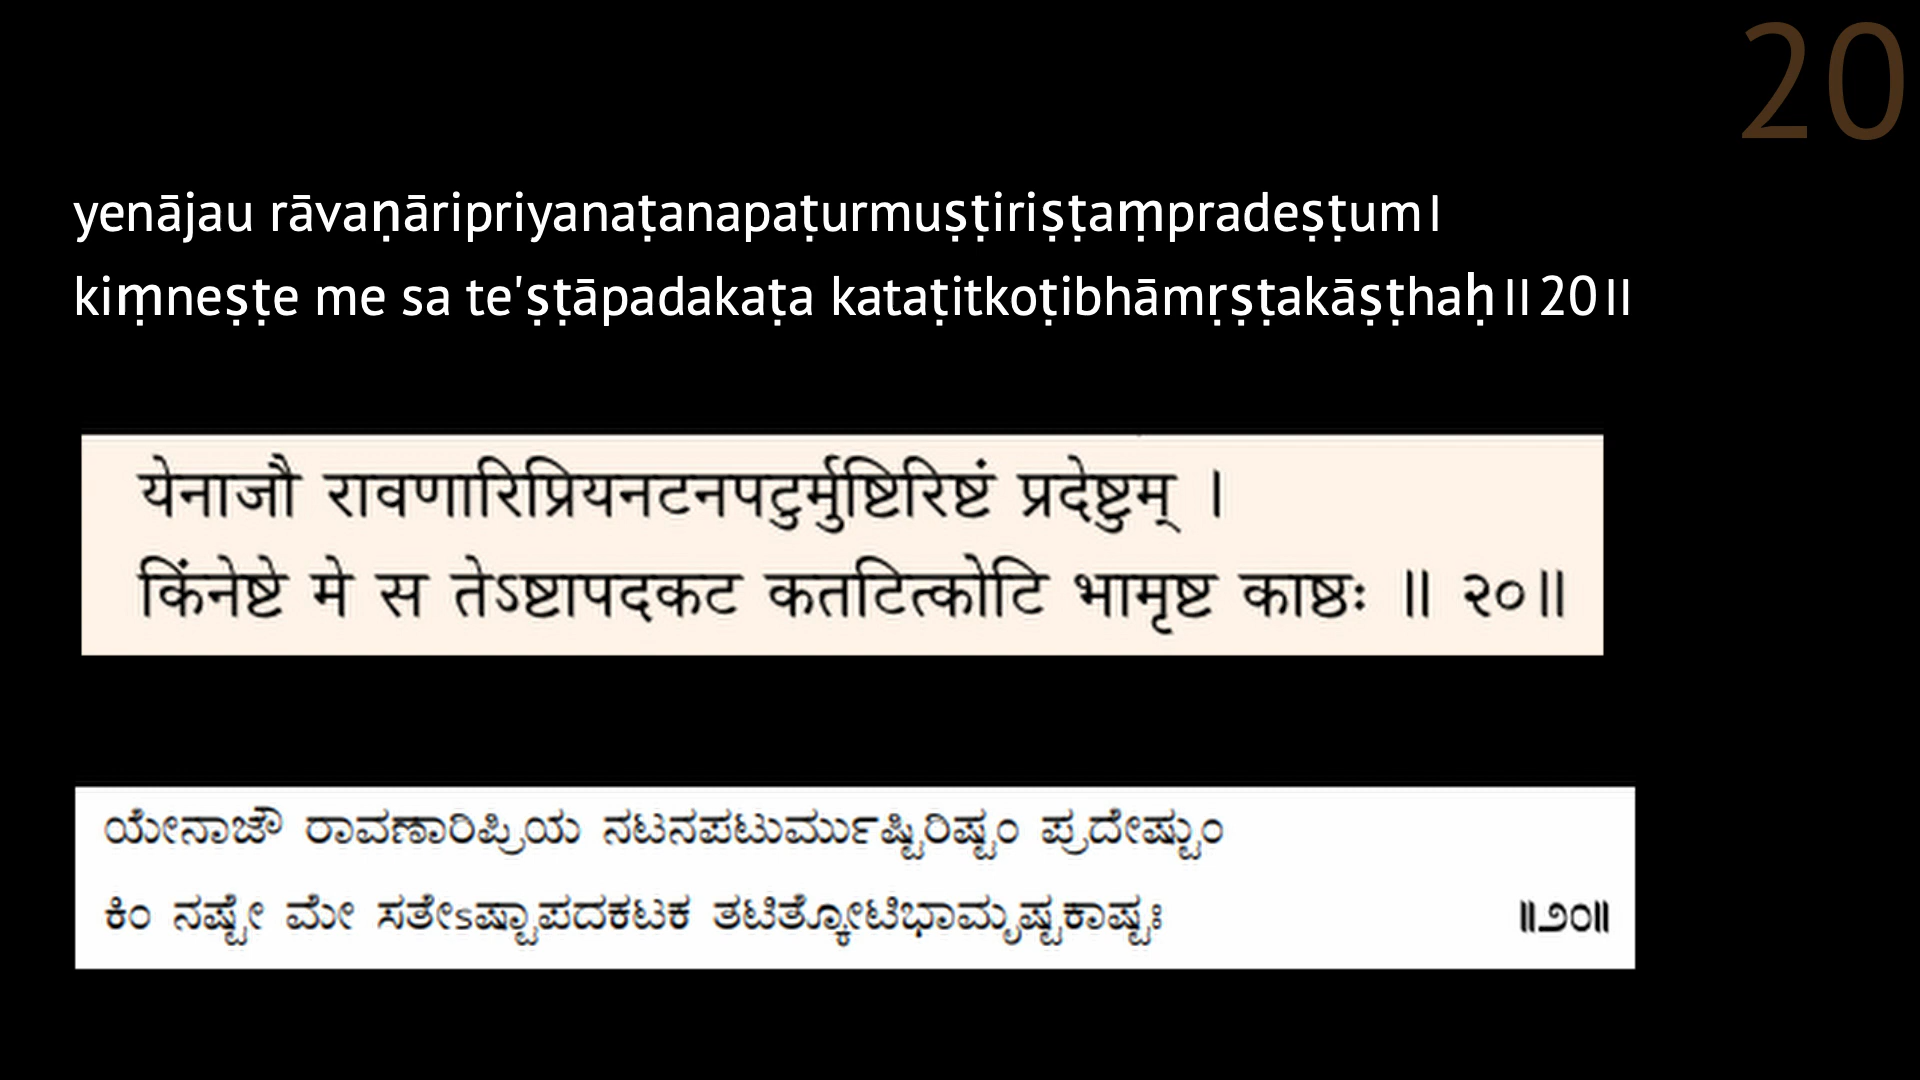 20
yenājau rāvaṇāripriyanaṭanapaṭurmuṣṭiriṣṭaṃpradeṣṭum।
kiṃneṣṭe me sa te'ṣṭāpadakaṭa kataṭitkoṭibhāmṛṣṭakāṣṭhaḥ॥20॥
येनाजौ रावणारिप्रियनटनपटुर्मुष्टिरिष्टं प्रदेष्टुम् ।
किंनेष्टे मे स तेऽष्टापदकट कतटित्कोटि भामृष्ट काष्ठः ॥ २०॥
ಯೇನಾಜೌ ರಾವಣಾರಿಪ್ರಿಯ ನಟನಪಟುರ್ಮುಷ್ಟಿರಿಷ್ಟಂ ಪ್ರದೇಷ್ಟುಂ
ಕಿಂ ನಷ್ಟೇ ಮೇ ಸತೇಽಷ್ಟಾಪದಕಟಕ ತಟಿತ್ಕೋಟಿಭಾಮೃಷ್ಟಕಾಷ್ಟಃ ॥೨೦॥